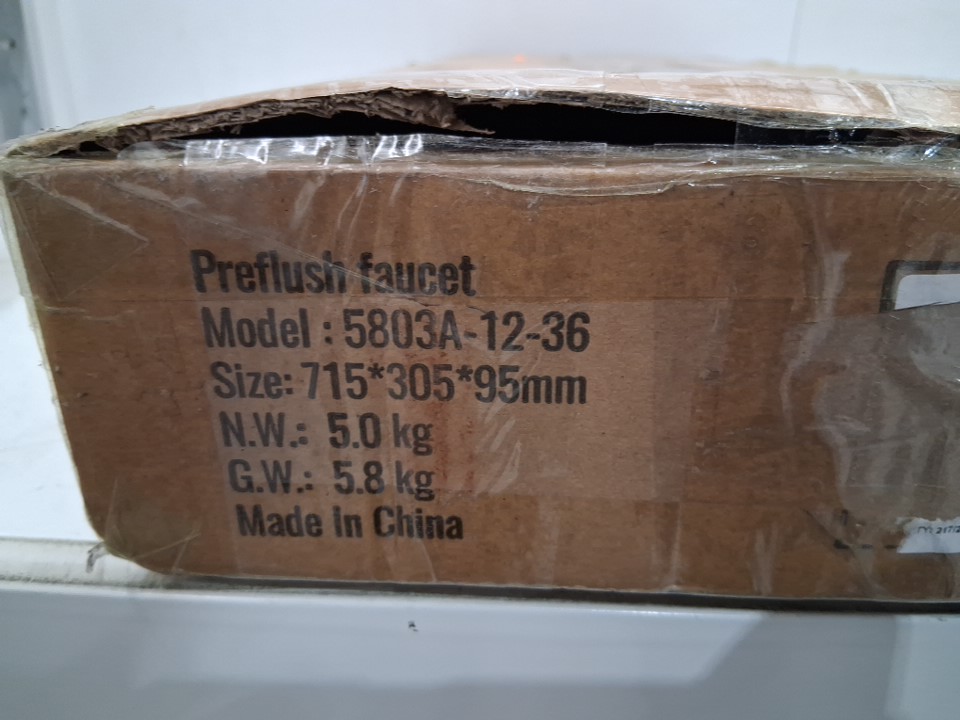 Preflush faucet
Model : 5803A-12-36
Size: 715*305*95mm
N.W.: 5.0 kg
G.W.: 5.8 kg
Made In China